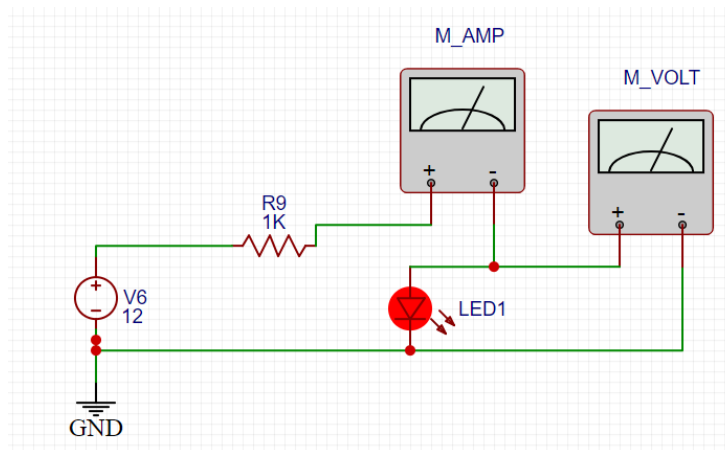 M_AMP
M_VOLT
+ -
+ -
R9
1K
+
V6
-
12
LED1
GND